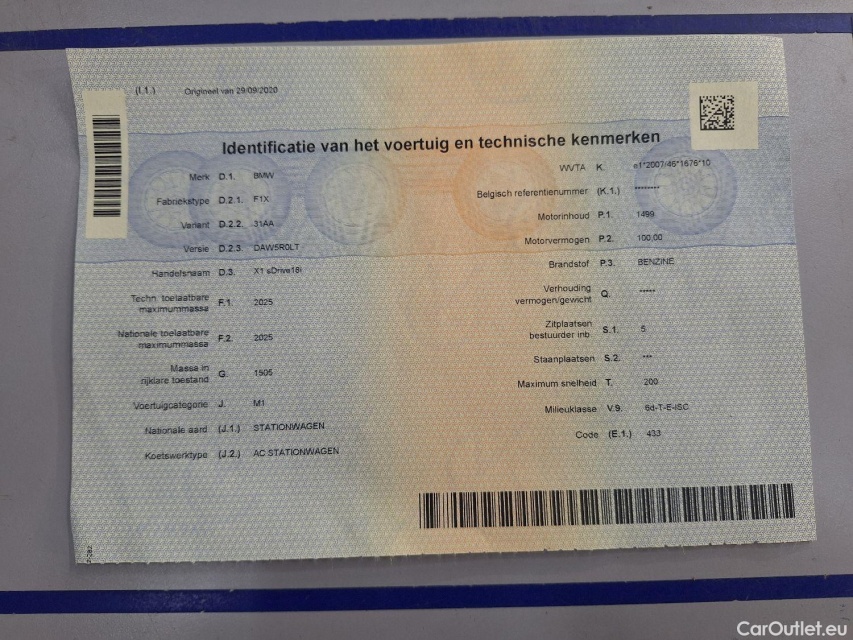 (I.1.) Origineel van 29/09/2020
Identificatie van het voertuig en technische kenmerken
Merk D.1. BMW
Fabriekstype D.2.1. F1X
Variant D.2.2. 31AA
Versie D.2.3. DAW5R0LT
Handelsnaam D.3. X1 sDrive18i
Techn. toelaatbare
maximummassa F.1. 2025
Nationale toelaatbare
maximummassa F.2. 2025
Massa in
rijklare toestand G. 1505
Voertuigcategorie J. M1
Nationale aard (J.1.) STATIONWAGEN
Koetswerktype (J.2.) AC STATIONWAGEN
WVTA K. e1*2007/46*1676*10
Belgisch referentienummer (K.1.) ********
Motorinhoud P.1. 1499
Motorvermogen P.2. 100,00
Brandstof P.3. BENZINE
Verhouding
vermogen/gewicht Q. *****
Zitplaatsen
bestuurder inb. S.1. 5
Staanplaatsen S.2. ***
Maximum snelheid T. 200
Milieuklasse V.9. 6d-T-E-ISC
Code (E.1.) 433
CarOutlet.eu